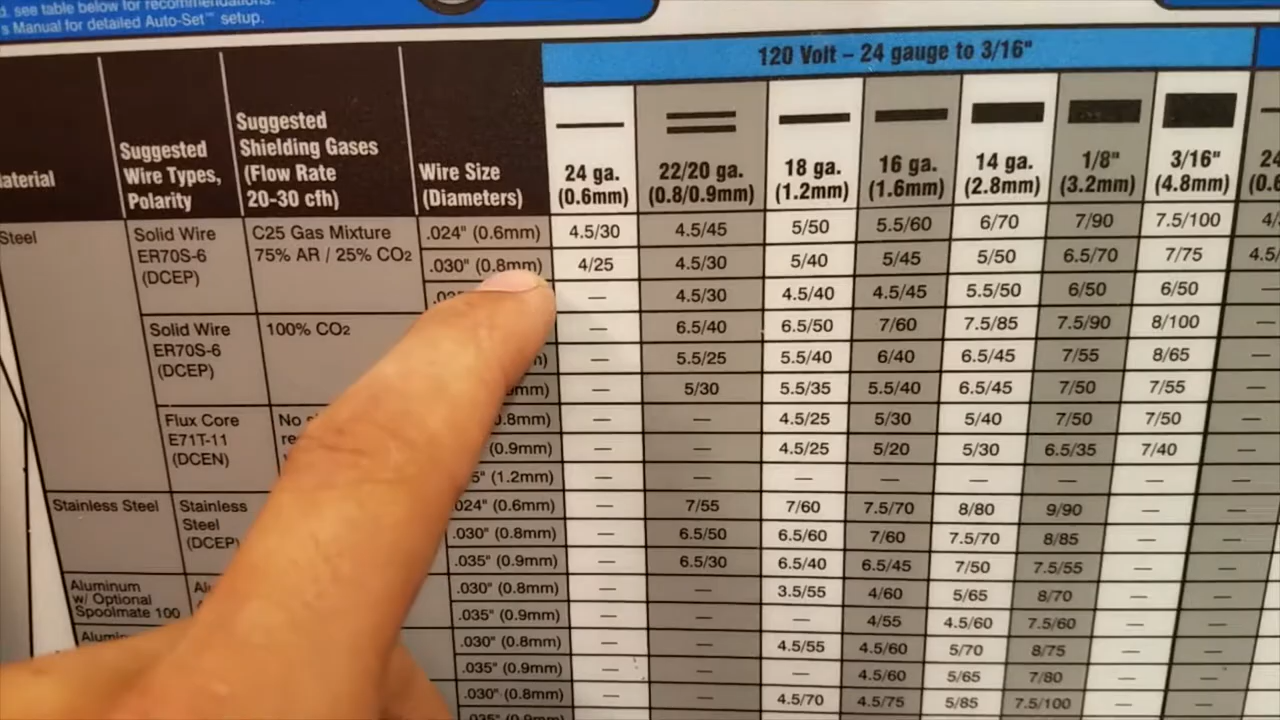 see table below for recommendations.
s Manual for detailed Auto-Set™ setup.
120 Volt – 24 gauge to 3/16"
aterial
Suggested
Wire Types,
Polarity
Suggested
Shielding Gases
(Flow Rate
20-30 cfh)
Wire Size
(Diameters)
24 ga.
(0.6mm)
22/20 ga.
(0.8/0.9mm)
18 ga.
(1.2mm)
16 ga.
(1.6mm)
14 ga.
(2.8mm)
1/8"
(3.2mm)
3/16"
(4.8mm)
24
Steel
Solid Wire
ER70S-6
(DCEP)
C25 Gas Mixture
75% AR / 25% CO2
.024" (0.6mm) 4.5/30 4.5/45 5/50 5.5/60 6/70 7/90 7.5/100 4/
.030" (0.8mm) 4/25 4.5/30 5/40 5/45 5/50 6.5/70 7/75 4.5/
— 4.5/30 4.5/40 4.5/45 5.5/50 6/50 6/50 —
Solid Wire
ER70S-6
(DCEP)
100% CO2
— 6.5/40 6.5/50 7/60 7.5/85 7.5/90 8/100 —
— 5.5/25 5.5/40 6/40 6.5/45 7/55 8/65 —
mm) — 5/30 5.5/35 5.5/40 6.5/45 7/50 7/55 —
Flux Core
E71T-11
(DCEN)
No
re
0.8mm) — — 4.5/25 5/30 5/40 7/50 7/50 —
(0.9mm) — — 4.5/25 5/20 5/30 6.5/35 7/40 —
5" (1.2mm) — — — — — — — —
Stainless Steel
Stainless
Steel
(DCEP)
024" (0.6mm) — 7/55 7/60 7.5/70 8/80 9/90 — —
.030" (0.8mm) — 6.5/50 6.5/60 7/60 7.5/70 8/85 — —
.035" (0.9mm) — 6.5/30 6.5/40 6.5/45 7/50 7.5/55 — —
Aluminum
w/ Optional
Spoolmate 100
.030" (0.8mm) — — 3.5/55 4/60 5/65 8/70 — —
.035" (0.9mm) — — — 4/55 4.5/60 7.5/60 — —
.030" (0.8mm) — — 4.5/55 4.5/60 5/70 8/75 — —
.035" (0.9mm) — — — 4.5/60 5/65 7/80 — —
.030" (0.8mm) — — 4.5/70 4.5/75 5/85 7.5/100 — —
.035" (0.9mm)